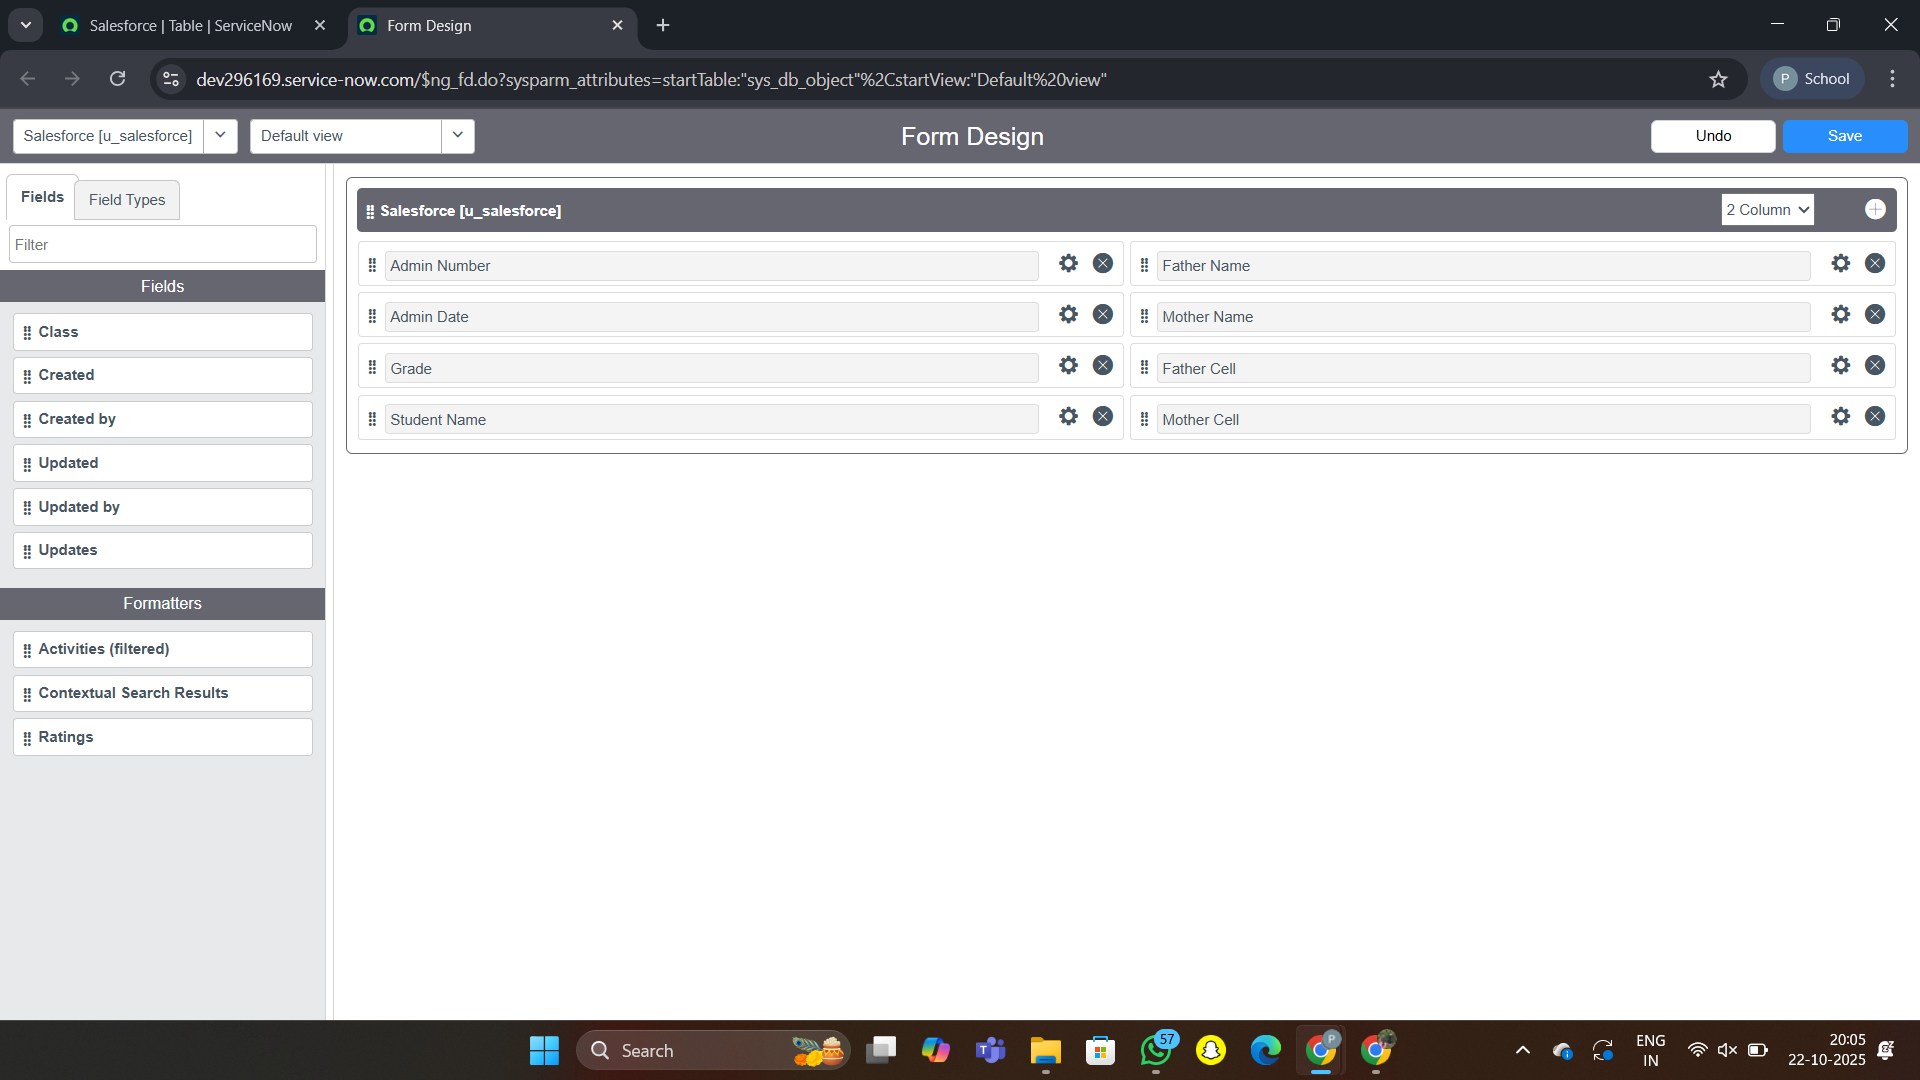 Salesforce | Table | ServiceNow
Form Design
dev296169.service-now.com/$ng_fd.do?sysparm_attributes=startTable:"sys_db_object"%2CstartView:"Default%20view"
P School
Salesforce [u_salesforce]
Default view
Form Design
Undo
Save
Fields
Field Types
Filter
Fields
Class
Created
Created by
Updated
Updated by
Updates
Formatters
Activities (filtered)
Contextual Search Results
Ratings
Salesforce [u_salesforce]
2 Column
Admin Number
Father Name
Admin Date
Mother Name
Grade
Father Cell
Student Name
Mother Cell
Search
57
P
ENG
IN
20:05
22-10-2025